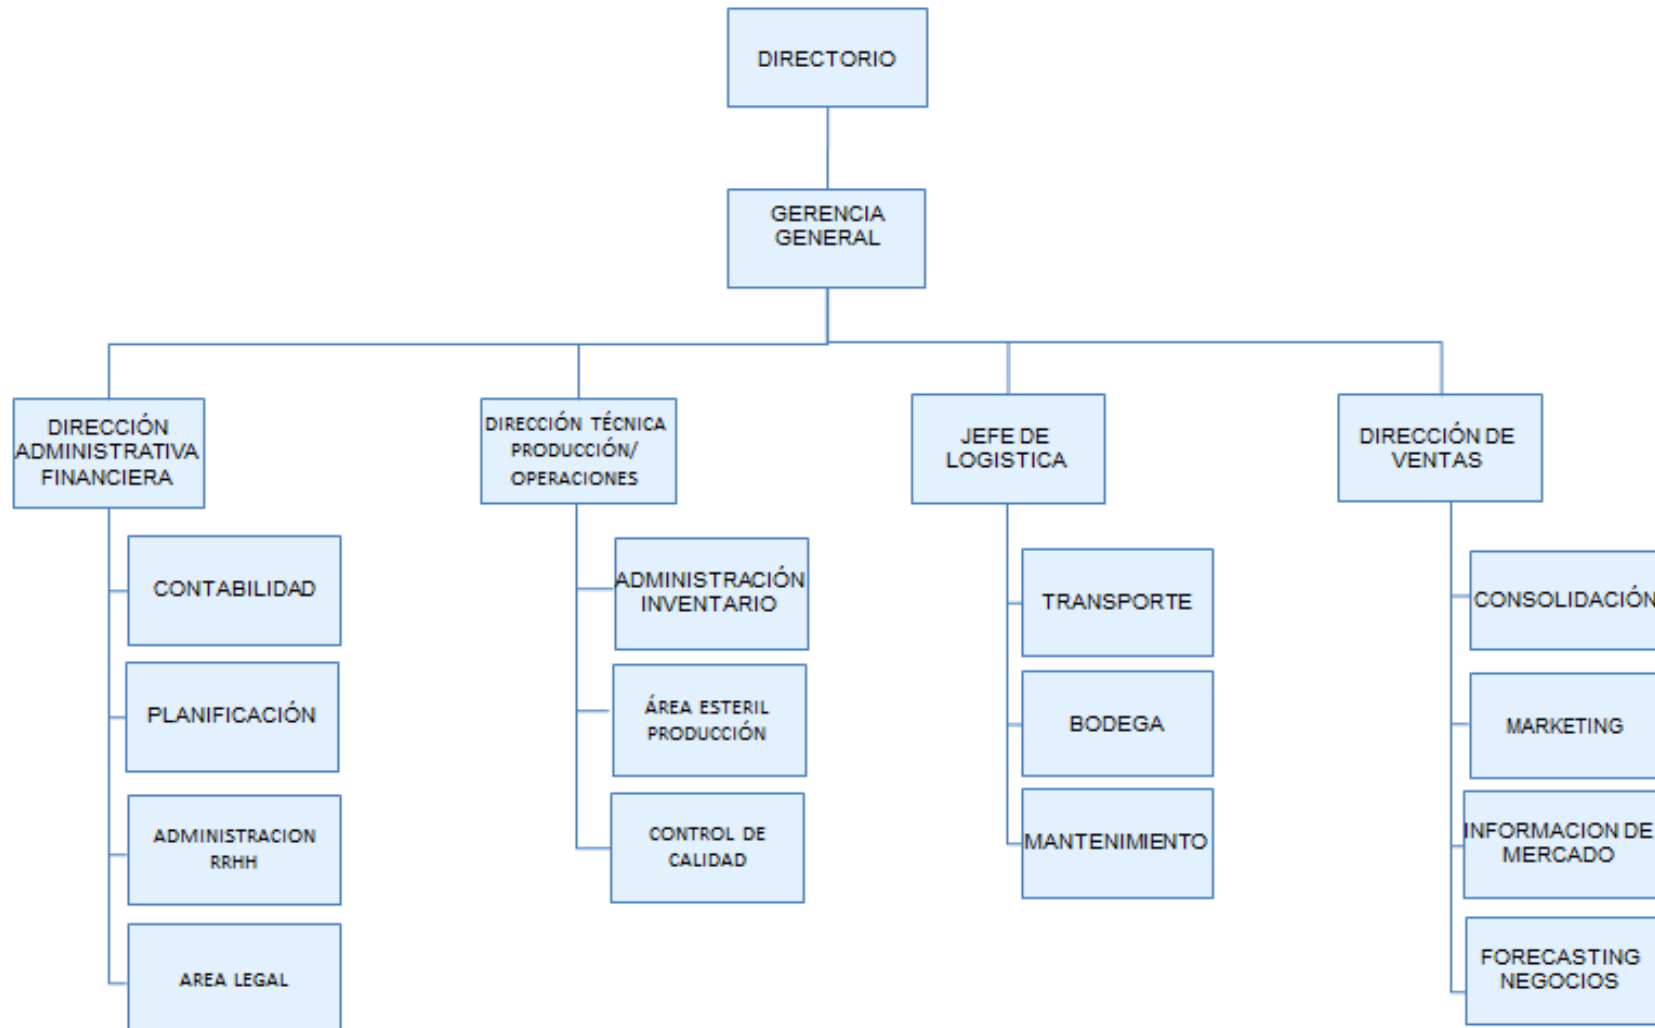 DIRECTORIO
GERENCIA
GENERAL
DIRECCIÓN
ADMINISTRATIVA
FINANCIERA
DIRECCIÓN TÉCNICA
PRODUCCIÓN/
OPERACIONES
JEFE DE
LOGISTICA
DIRECCIÓN DE
VENTAS
CONTABILIDAD
PLANIFICACIÓN
ADMINISTRACION
RRHH
AREA LEGAL
ADMINISTRACIÓN
INVENTARIO
ÁREA ESTERIL
PRODUCCIÓN
CONTROL DE
CALIDAD
TRANSPORTE
BODEGA
MANTENIMIENTO
CONSOLIDACIÓN
MARKETING
INFORMACION DE
MERCADO
FORECASTING
NEGOCIOS